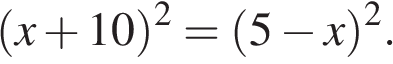 (x + 10)² = (5 − x)².